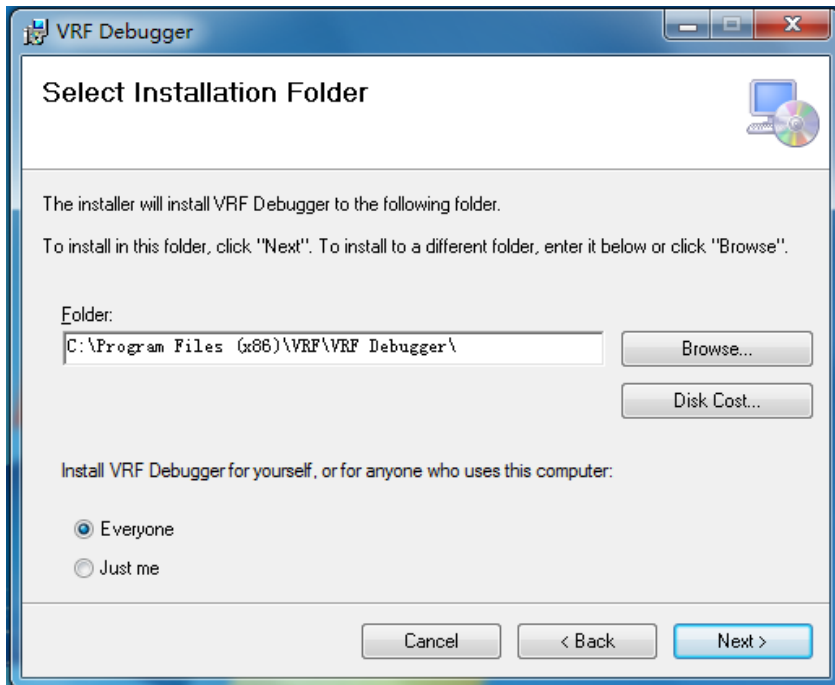 VRF Debugger
Select Installation Folder
The installer will install VRF Debugger to the following folder.
To install in this folder, click "Next". To install to a different folder, enter it below or click "Browse".
Folder:
C:\Program Files (x86)\VRF\VRF Debugger\
Browse...
Disk Cost...
Install VRF Debugger for yourself, or for anyone who uses this computer:
Everyone
Just me
Cancel
< Back
Next >